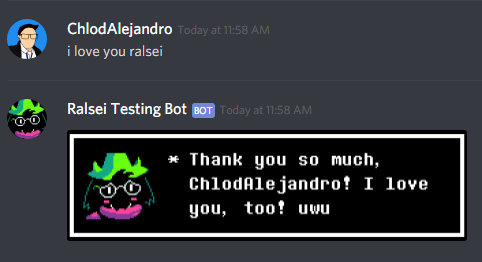 ChlodAlejandro Today at 11:58 AM
i love you ralsei
Ralsei Testing Bot BOT Today at 11:58 AM
* Thank you so much,
ChlodAlejandro! I love
you, too! uwu